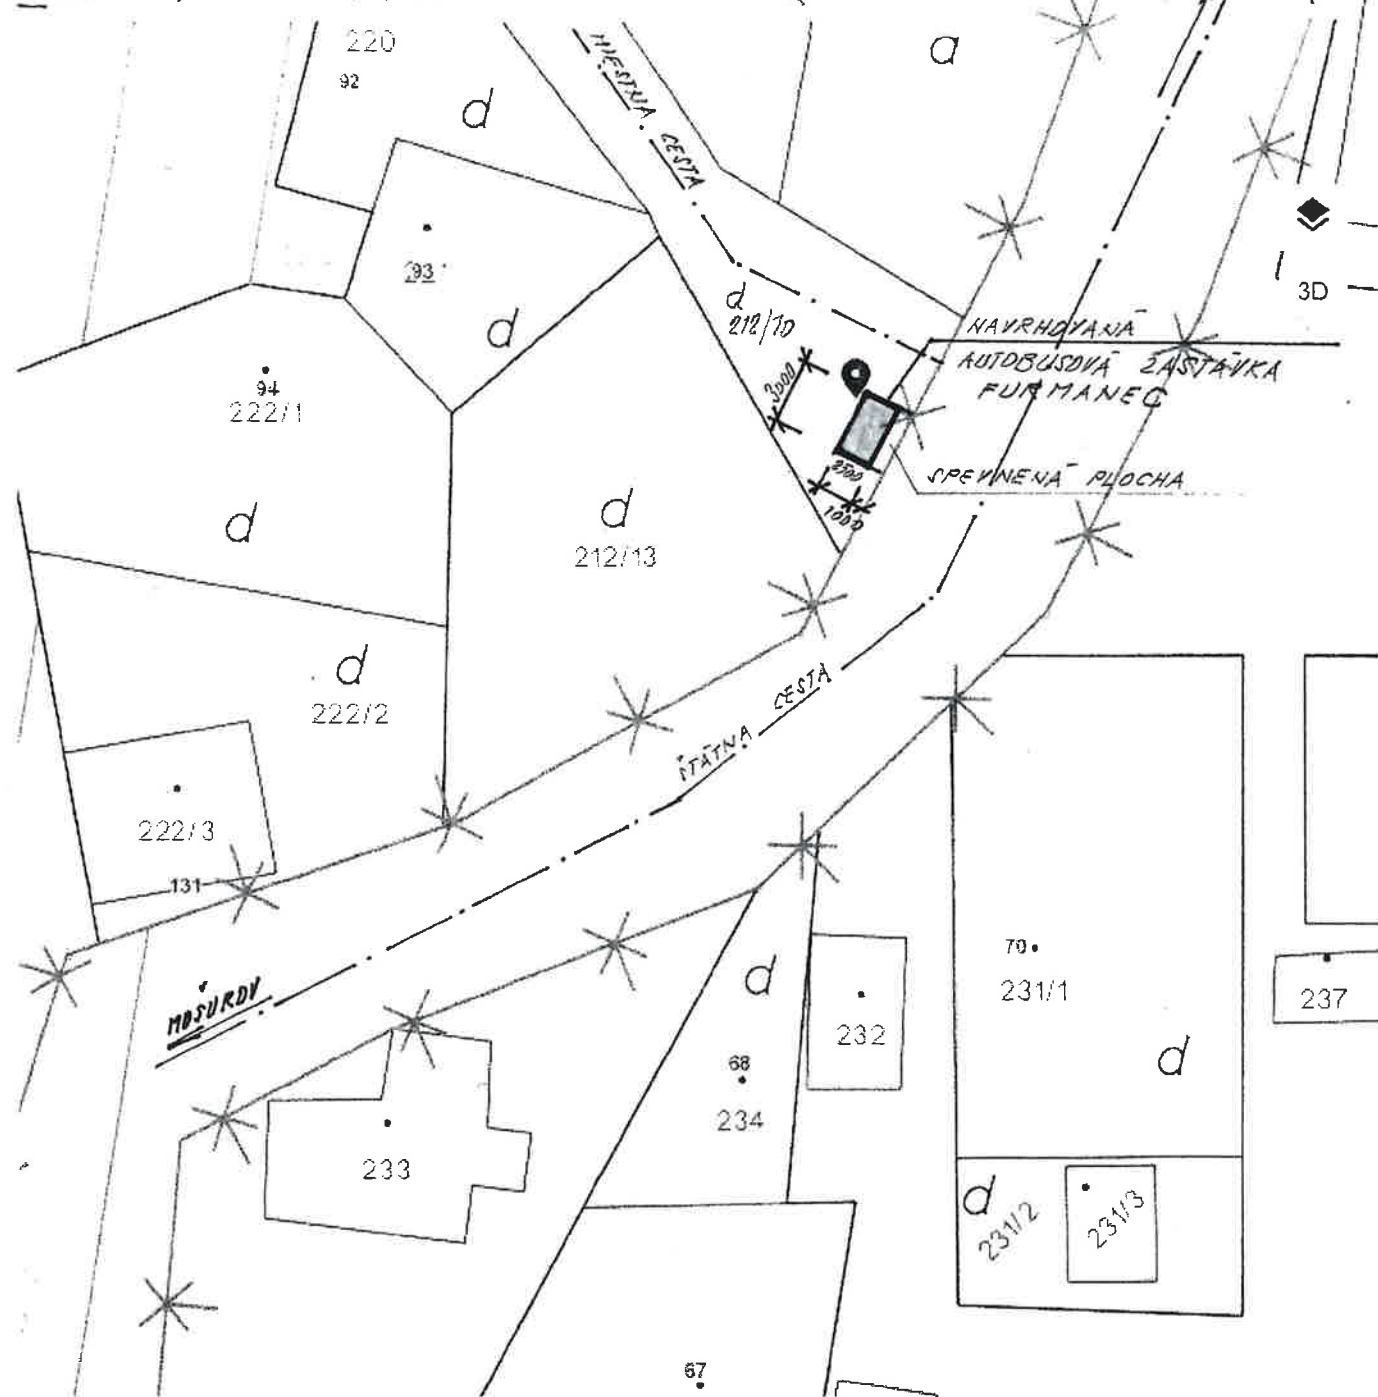 220
92
d
a
MIESTNA CESTA
93
d
3D
d
212/10
NAVRHOVANÁ
AUTOBUSOVÁ ZASTÁVKA
FURMANEC
3000
94
222/1
2500
SPEVNENÁ PLOCHA
1000
d
d
212/13
d
222/2
ŠTÁTNA CESTA
222/3
131
MOSUROV
d
70
231/1
237
232
68
234
d
233
d
231/2
231/3
67